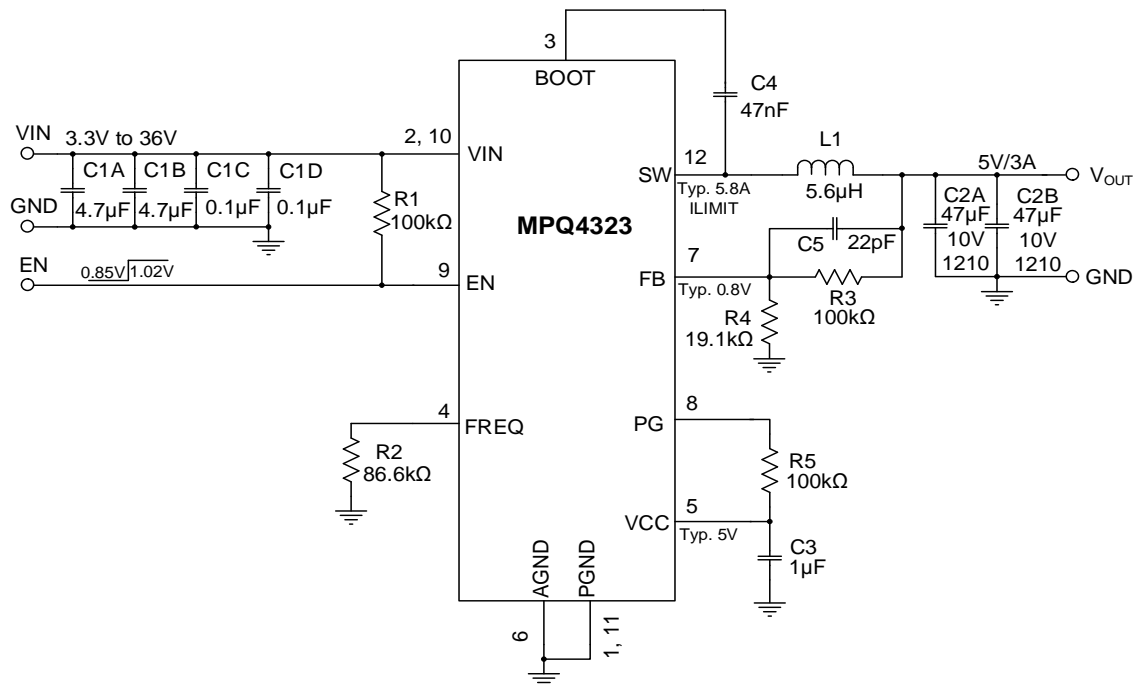 3
BOOT
C4
47nF
VIN
3.3V to 36V
2, 10
VIN
C1A
C1B
C1C
C1D
4.7µF
4.7µF
0.1µF
0.1µF
GND
R1
100kΩ
EN
0.85V
1.02V
9
EN
MPQ4323
12
SW
Typ. 5.8A
ILIMIT
L1
5.6µH
5V/3A
VOUT
C2A
47µF
10V
1210
C2B
47µF
10V
1210
GND
C5
22pF
7
FB
Typ. 0.8V
R3
100kΩ
R4
19.1kΩ
4
FREQ
R2
86.6kΩ
8
PG
R5
100kΩ
5
VCC
Typ. 5V
C3
1µF
AGND
PGND
6
1, 11